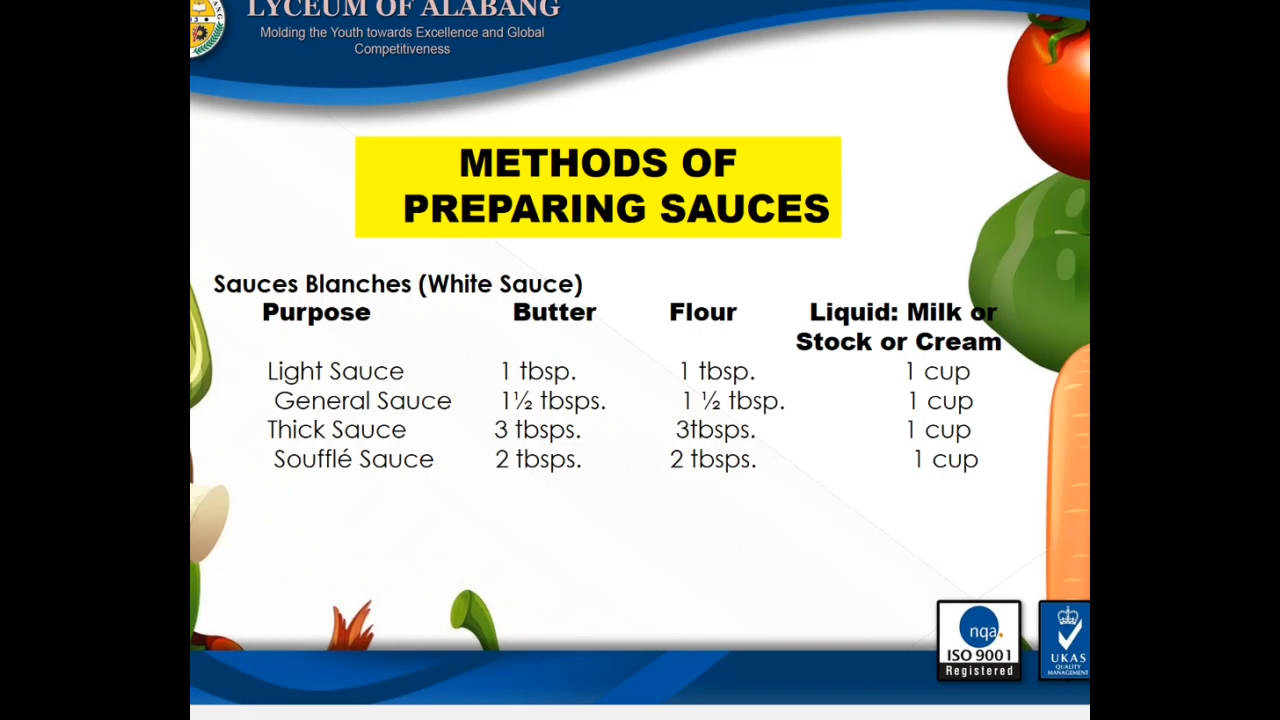 LYCEUM OF ALABANG
Molding the Youth towards Excellence and Global
Competitiveness
METHODS OF
PREPARING SAUCES
Sauces Blanches (White Sauce)
Purpose Butter Flour Liquid: Milk or
Stock or Cream
Light Sauce 1 tbsp. 1 tbsp. 1 cup
General Sauce 1½ tbsps. 1 ½ tbsp. 1 cup
Thick Sauce 3 tbsps. 3tbsps. 1 cup
Soufflé Sauce 2 tbsps. 2 tbsps. 1 cup
nqa.
ISO 9001
Registered
UKAS
QUALITY
MANAGEMENT